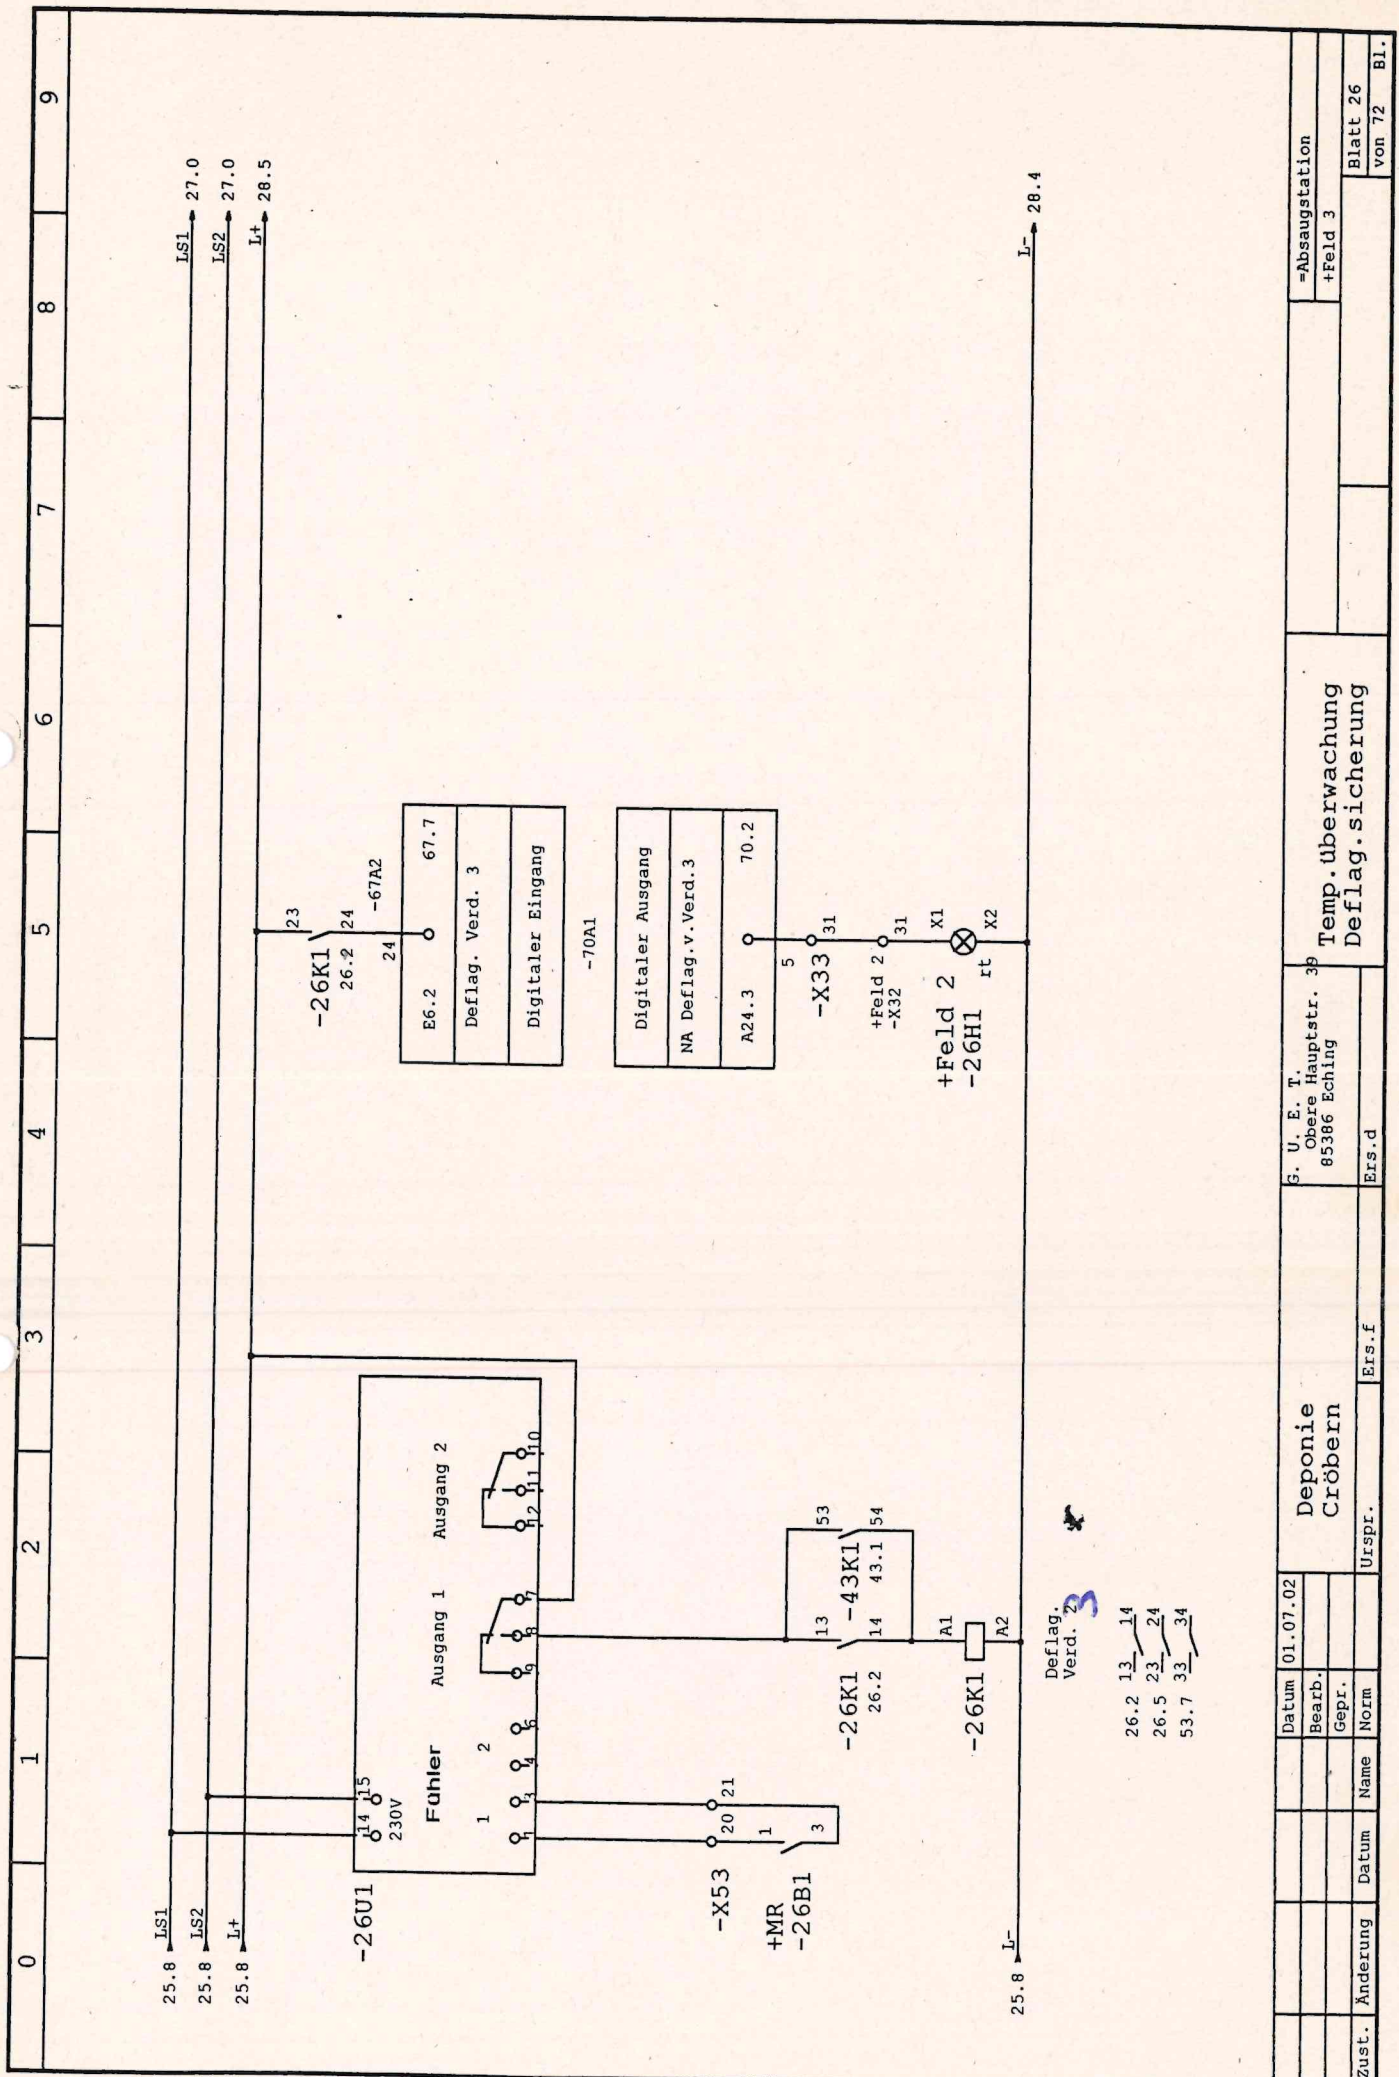 0 1 2 3 4 5 6 7 8 9
25.8 LS1 LS1 27.0
25.8 LS2 LS2 27.0
25.8 L+ L+ 28.5
-26U1
14 15
230V
Fühler
1 2
Ausgang 1
Ausgang 2
1 3 4 6 9 8 7 12 11 10
-X53
20 21
+MR
-26B1
1
3
-26K1
26.2
13
14
-43K1
43.1
53
54
-26K1
A1
A2
25.8 L- L- 28.4
Deflag.
Verd. 2
3
26.2 13 14
26.5 23 24
53.7 33 34
-26K1
26.2
23
24
-67A2
24
E6.2 67.7
Deflag. Verd. 3
Digitaler Eingang
-70A1
Digitaler Ausgang
NA Deflag.v.Verd.3
A24.3 70.2
5
-X33
31
+Feld 2
-X32
31
+Feld 2
-26H1
X1
rt
X2
Zust. Änderung Datum Name
Datum 01.07.02
Bearb.
Gepr.
Norm
Deponie
Cröbern
Urspr. Ers.f Ers.d
G. U. E. T.
Obere Hauptstr. 39
85386 Eching
Temp.überwachung
Deflag.sicherung
=Absaugstation
+Feld 3
Blatt 26
von 72 Bl.